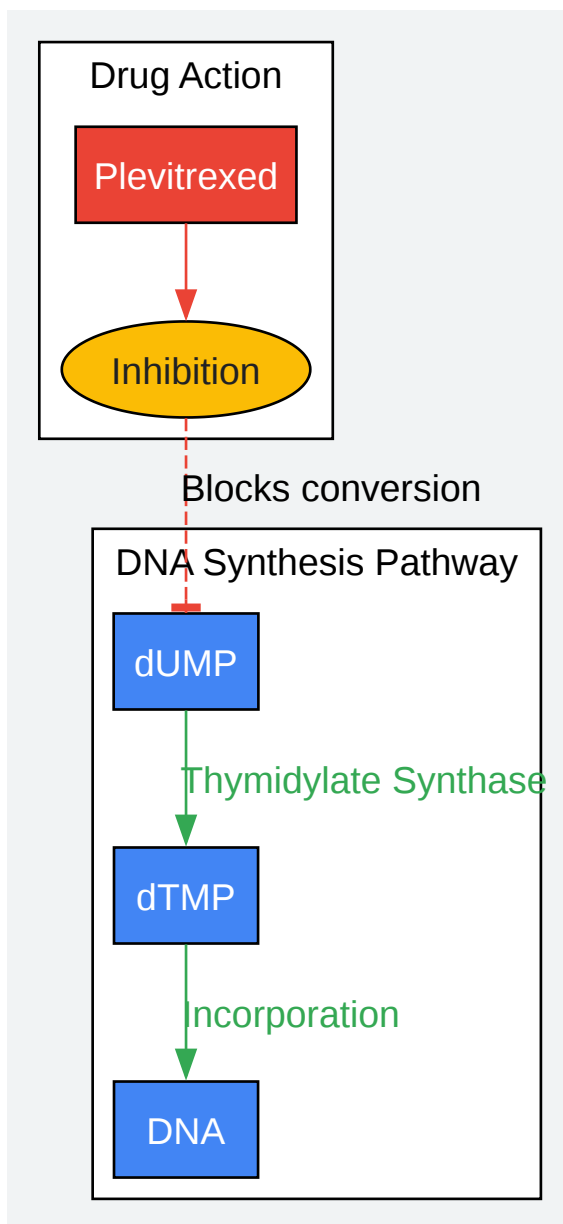 Drug Action
Plevitrexed
Inhibition
Blocks conversion
DNA Synthesis Pathway
dUMP
Thymidylate Synthase
dTMP
Incorporation
DNA